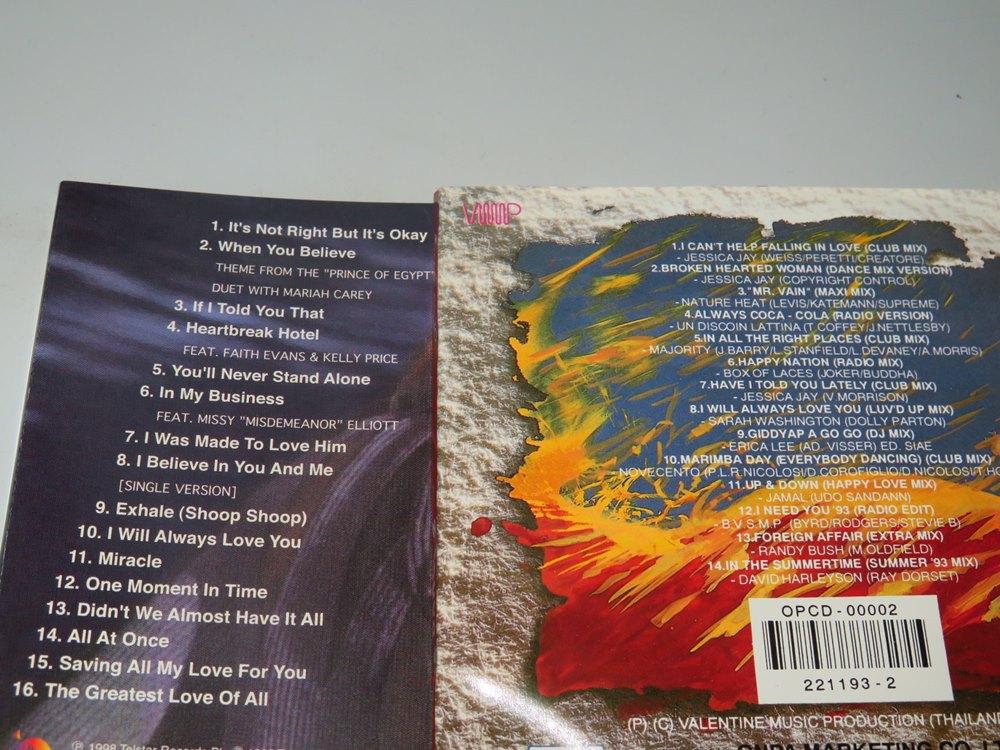 1. It's Not Right But It's Okay
2. When You Believe
THEME FROM THE "PRINCE OF EGYPT"
DUET WITH MARIAH CAREY
3. If I Told You That
4. Heartbreak Hotel
FEAT. FAITH EVANS & KELLY PRICE
5. You'll Never Stand Alone
6. In My Business
FEAT. MISSY "MISDEMEANOR" ELLIOTT
7. I Was Made To Love Him
8. I Believe In You And Me
[SINGLE VERSION]
9. Exhale (Shoop Shoop)
10. I Will Always Love You
11. Miracle
12. One Moment In Time
13. Didn't We Almost Have It All
14. All At Once
15. Saving All My Love For You
16. The Greatest Love Of All
℗ 1998 Telstar Records
VMP
1.I CAN'T HELP FALLING IN LOVE (CLUB MIX)
- JESSICA JAY (WEISS/PERETTI/CREATORE)
2.BROKEN HEARTED WOMAN (DANCE MIX VERSION)
- JESSICA JAY (COPYRIGHT CONTROL)
3."MR. VAIN" (MAXI MIX)
- NATURE HEAT (LEVIS/KATEMANN/SUPREME)
4.ALWAYS COCA - COLA (RADIO VERSION)
- UN DISCOIN LATTINA (T.COFFEY/J.NETTLESBY)
5.IN ALL THE RIGHT PLACES (CLUB MIX)
- MAJORITY (J.BARRY/L.STANFIELD/L.DEVANEY/A.MORRIS)
6.HAPPY NATION (RADIO MIX)
- BOX OF LACES (JOKER/BUDDHA)
7.HAVE I TOLD YOU LATELY (CLUB MIX)
- JESSICA JAY (V.MORRISON)
8.I WILL ALWAYS LOVE YOU (LUV'D UP MIX)
- SARAH WASHINGTON (DOLLY PARTON)
9.GIDDYAP A GO GO (DJ MIX)
- ERICA LEE (AD. VISSER) ED. SIAE
10.MARIMBA DAY (EVERYBODY DANCING) (CLUB MIX)
- NOVECENTO (P.L.R.NICOLOSI/D.COROFIGLIO/D.NICOLOSI/T.HO
11.UP & DOWN (HAPPY LOVE MIX)
- JAMAL (UDO SANDANN)
12.I NEED YOU '93 (RADIO EDIT)
- B.V.S.M.P. (BYRD/RODGERS/STEVIE B)
13.FOREIGN AFFAIR (EXTRA MIX)
- RANDY BUSH (M.OLDFIELD)
14.IN THE SUMMERTIME (SUMMER '93 MIX)
- DAVID HARLEYSON (RAY DORSET)
OPCD-00002
221193-2
(P) (C) VALENTINE MUSIC PRODUCTION (THAILAND